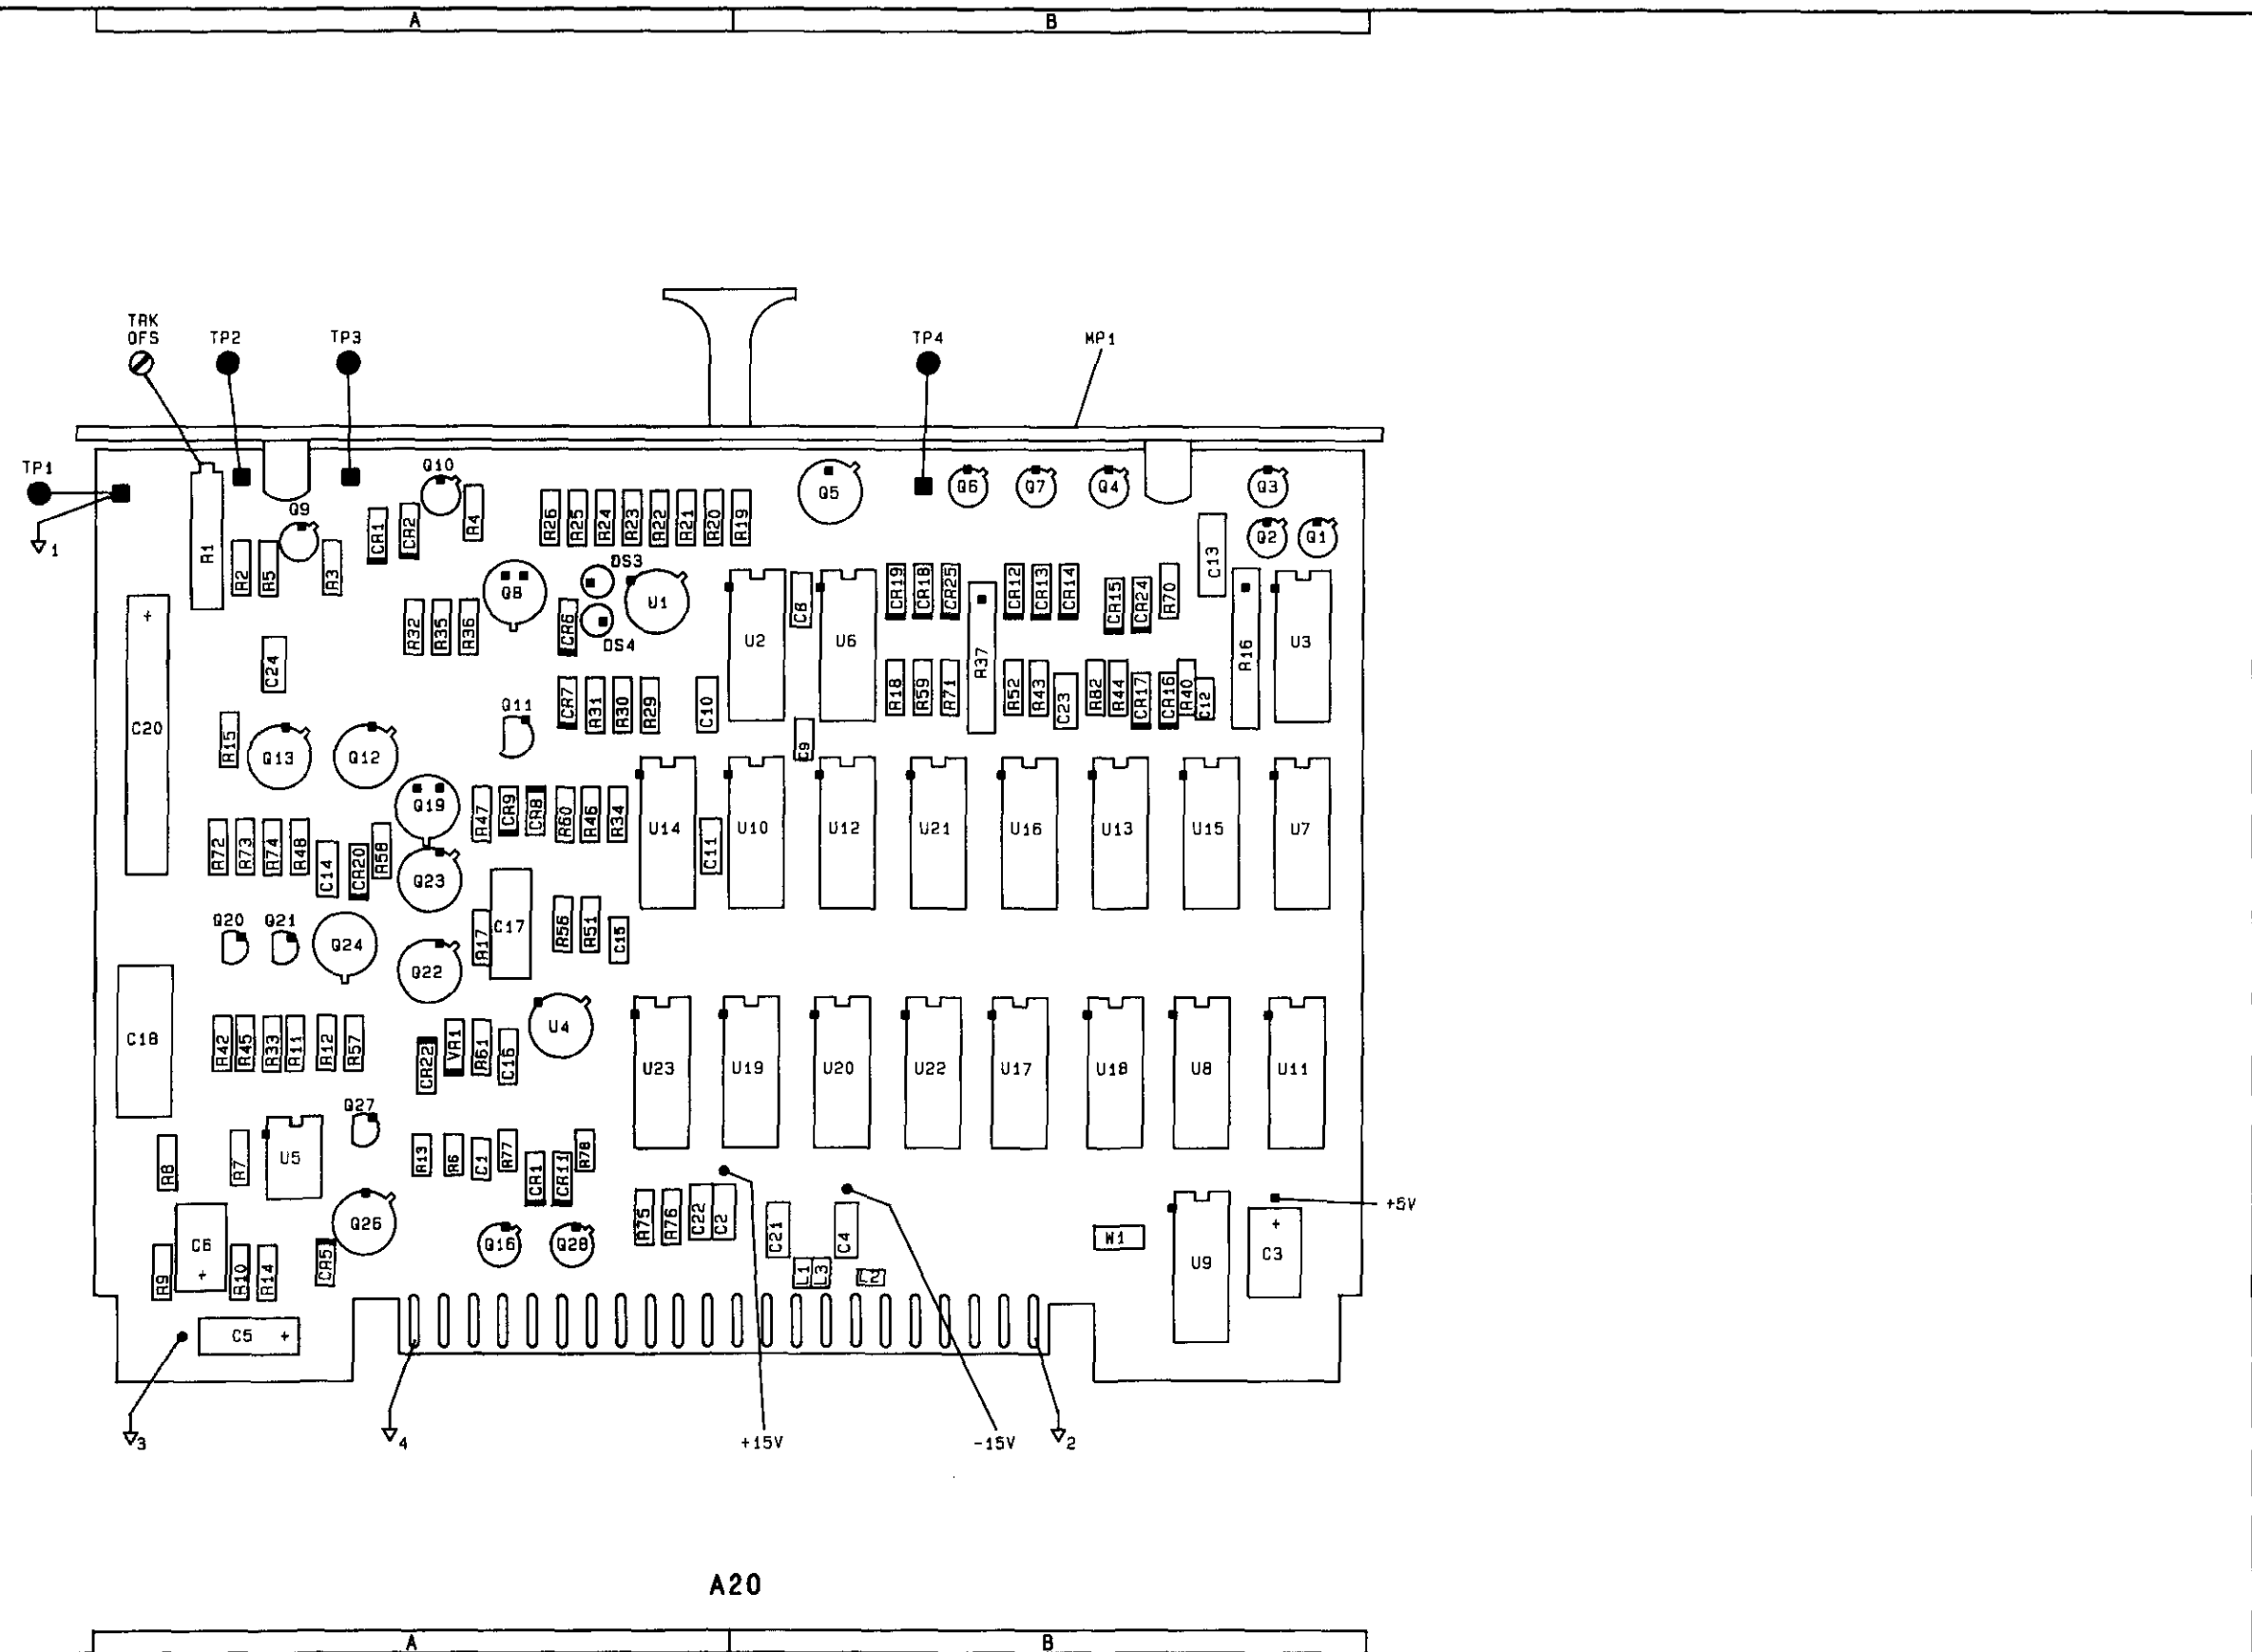 A B
TRK
OFS
TP2 TP3 TP4 MP1
TP1
1
Q10 Q5 Q6 Q7 Q4 Q3
Q9 Q2 Q1
R1 R2 R5 R3 CR1 CR2 R4 R26 R25 R24 R23 R22 R21 R20 R19 C13
DS3
Q8 U1
DS4
R32 R35 R36 CR6 U2 C8 U6 CR19 CR18 CR25 R37 CR12 CR13 CR14 CR15 CR24 R70 R16 U3
+
C20 C24
Q11 CR7 R31 R30 R29 C10 R18 R59 R71 R52 R43 C23 R82 R44 CR17 CR16 R40 C12
R15 Q13 Q12 C9
Q19 R47 CR9 CR8 R60 R46 R34 U14 C11 U10 U12 U21 U16 U13 U15 U7
R72 R73 R74 R48 C14 CR20 R58
Q23
Q20 Q21 Q24 R17 C17 R56 R51 C15
Q22
U4
C18 R42 R45 R33 R11 R12 R57 CR22 VR1 R61 C16 U23 U19 U20 U22 U17 U18 U8 U11
Q27
R8 R7 U5 R13 R6 C1 R77 CR1 CR11 R78
+5V
C6 + Q26 Q16 Q28 R75 R76 C22 C2 C21 C4 W1 U9 + C3
R9 R10 R14 CR5 L1 L3 L2
C5 +
3 4 +15V -15V 2
A20
A B